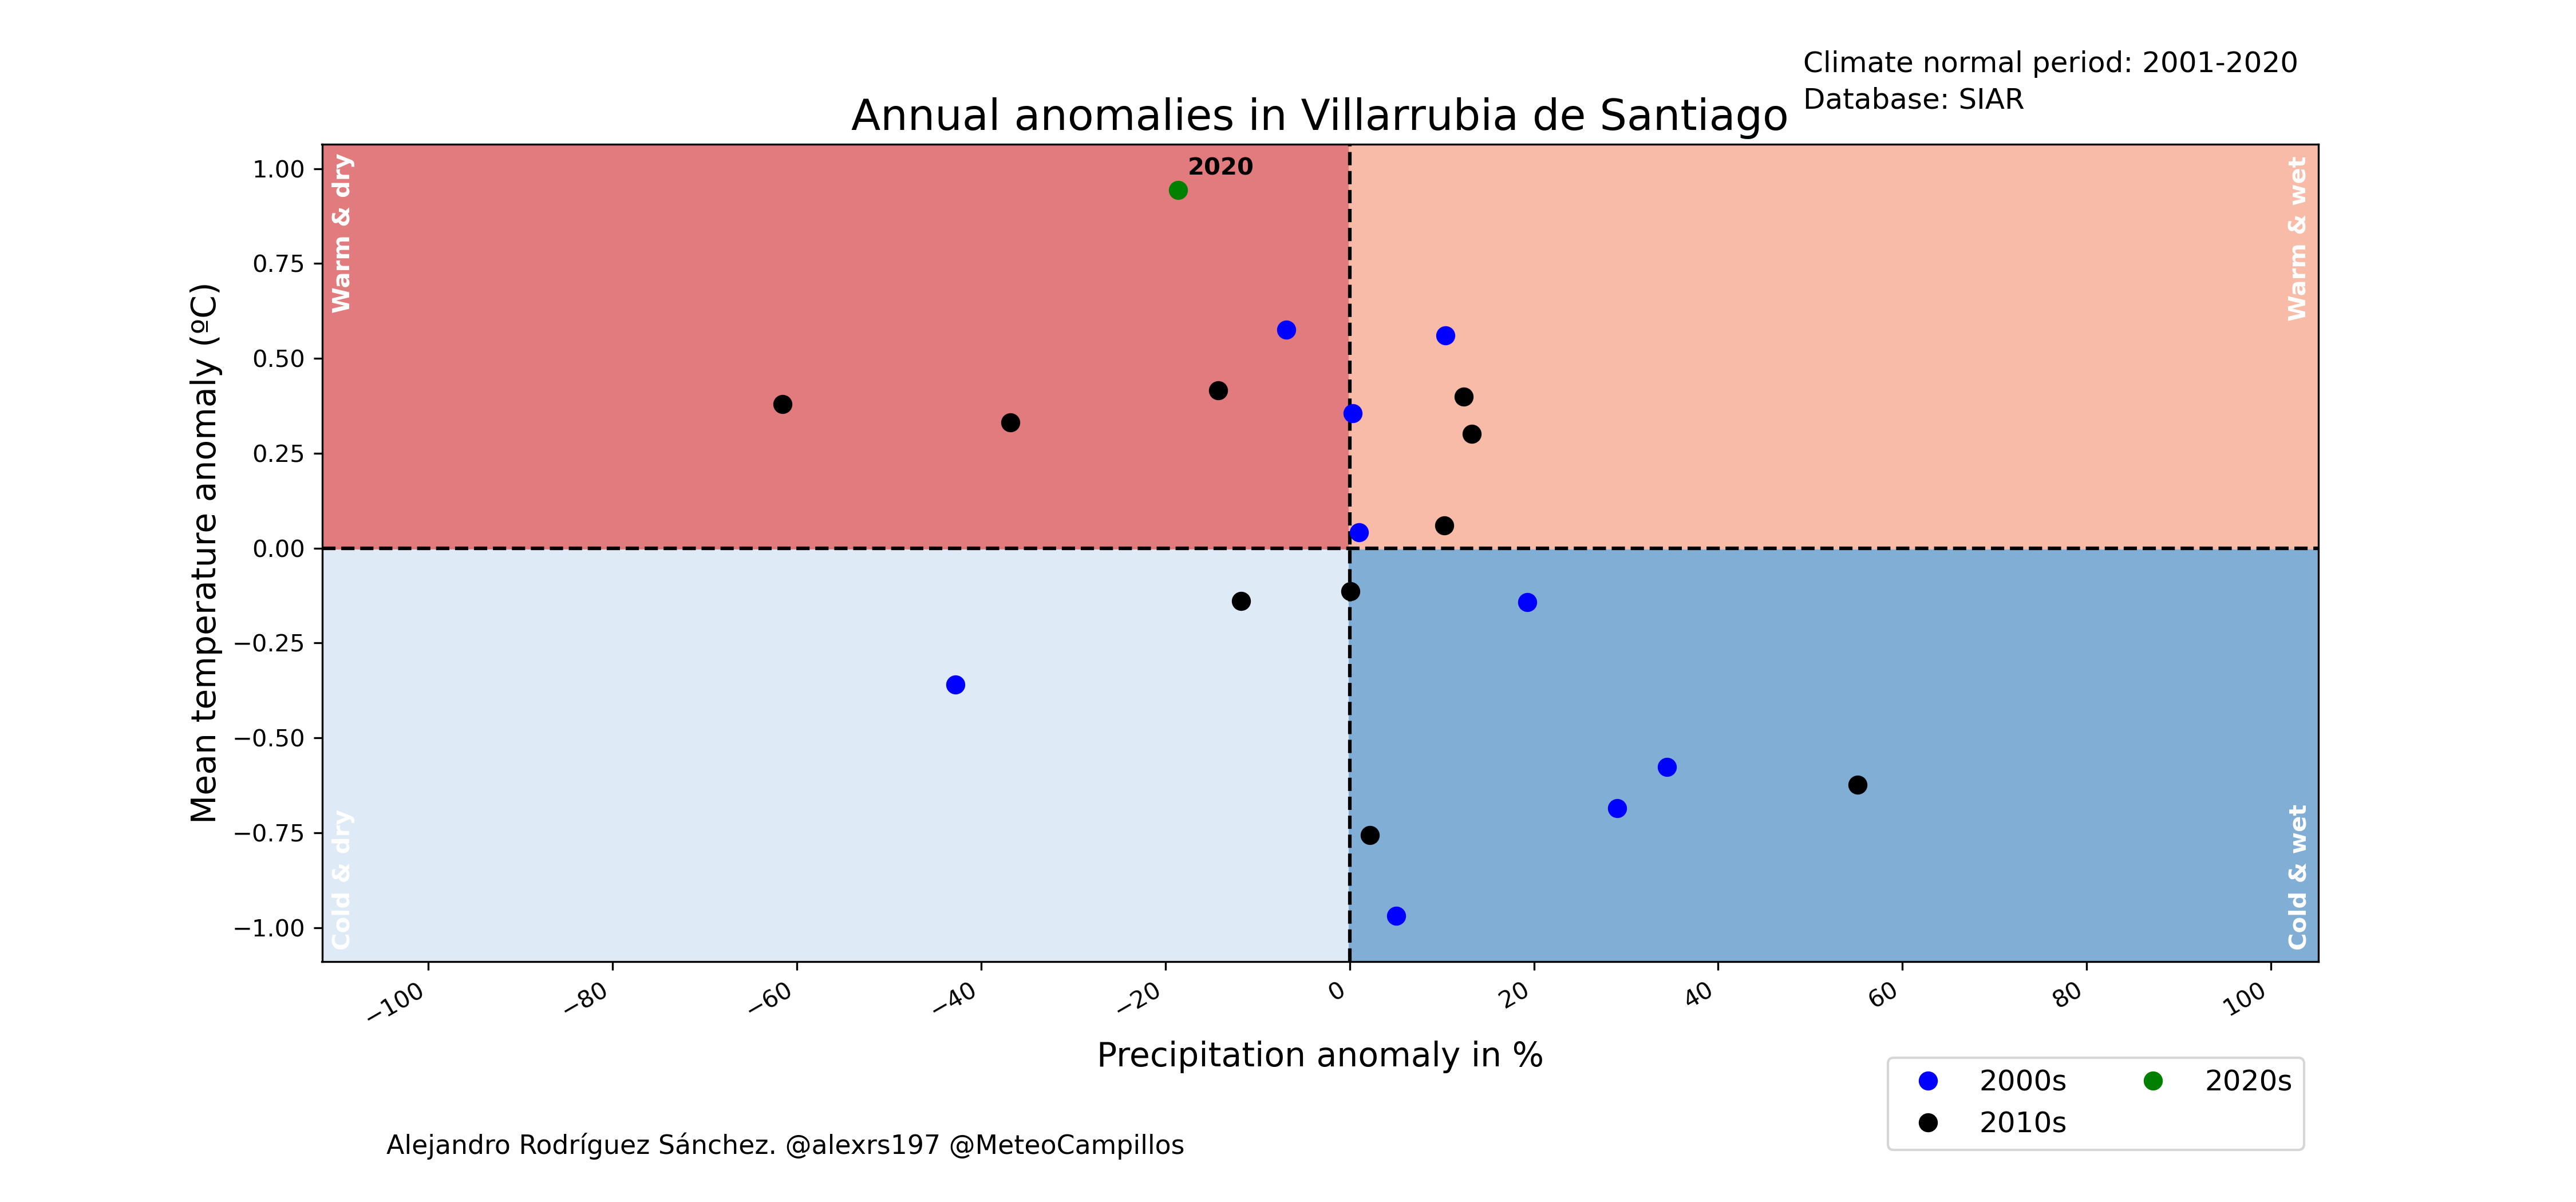 Climate normal period: 2001-2020
Database: SIAR
Annual anomalies in Villarrubia de Santiago
Warm & dry
Warm & wet
2020
1.00
0.75
0.50
0.25
0.00
−0.25
−0.50
−0.75
−1.00
Mean temperature anomaly (ºC)
Cold & dry
Cold & wet
−100
−80
−60
−40
−20
0
20
40
60
80
100
Precipitation anomaly in %
2000s
2010s
2020s
Alejandro Rodríguez Sánchez. @alexrs197 @MeteoCampillos